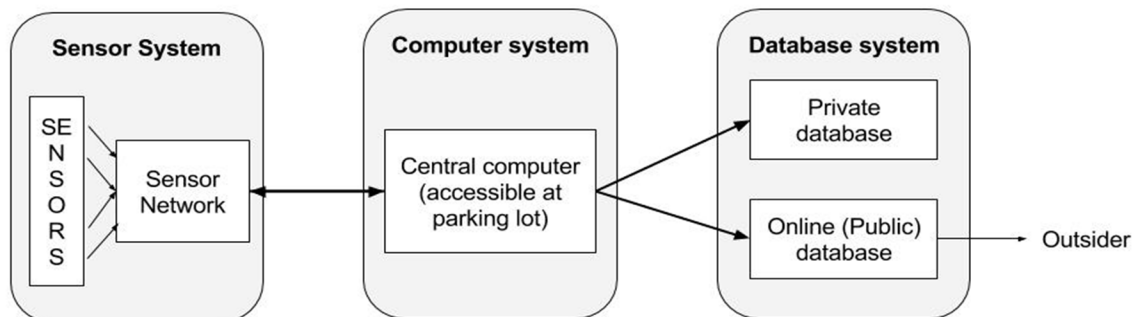 Sensor System
SE
N
S
O
R
S
Sensor
Network
Computer system
Central computer
(accessible at
parking lot)
Database system
Private
database
Online (Public)
database
Outsider